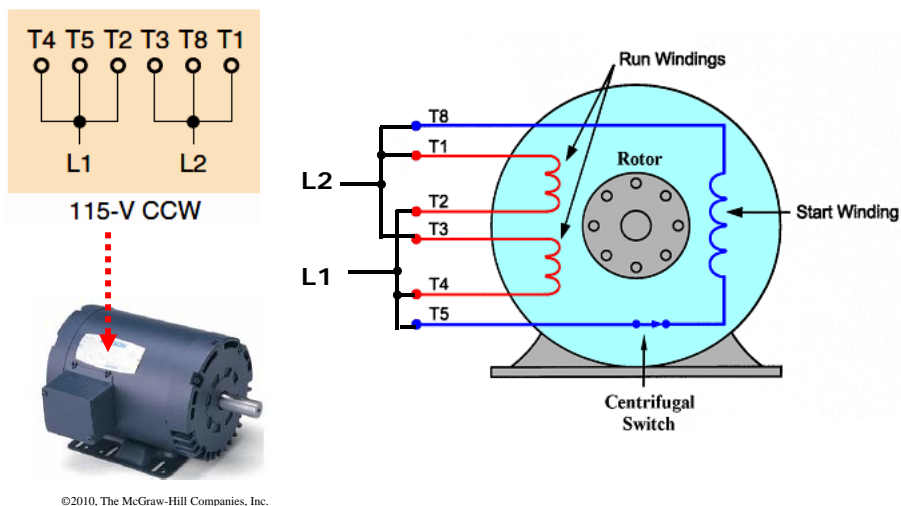 T4 T5 T2 T3 T8 T1
L1 L2
115-V CCW
Run Windings
T8
T1
Rotor
L2
T2
Start Winding
T3
L1
T4
T5
Centrifugal
Switch
©2010, The McGraw-Hill Companies, Inc.